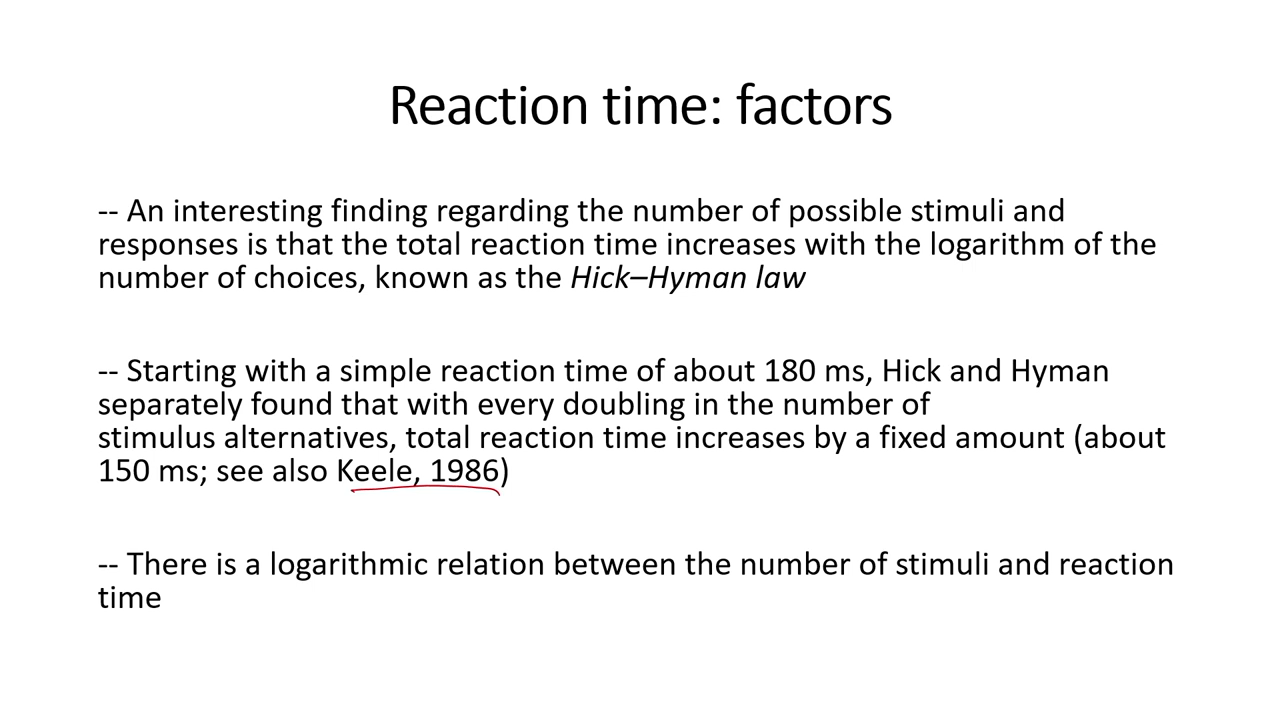 Reaction time: factors
-- An interesting finding regarding the number of possible stimuli and
responses is that the total reaction time increases with the logarithm of the
number of choices, known as the Hick–Hyman law
-- Starting with a simple reaction time of about 180 ms, Hick and Hyman
separately found that with every doubling in the number of
stimulus alternatives, total reaction time increases by a fixed amount (about
150 ms; see also Keele, 1986)
-- There is a logarithmic relation between the number of stimuli and reaction
time